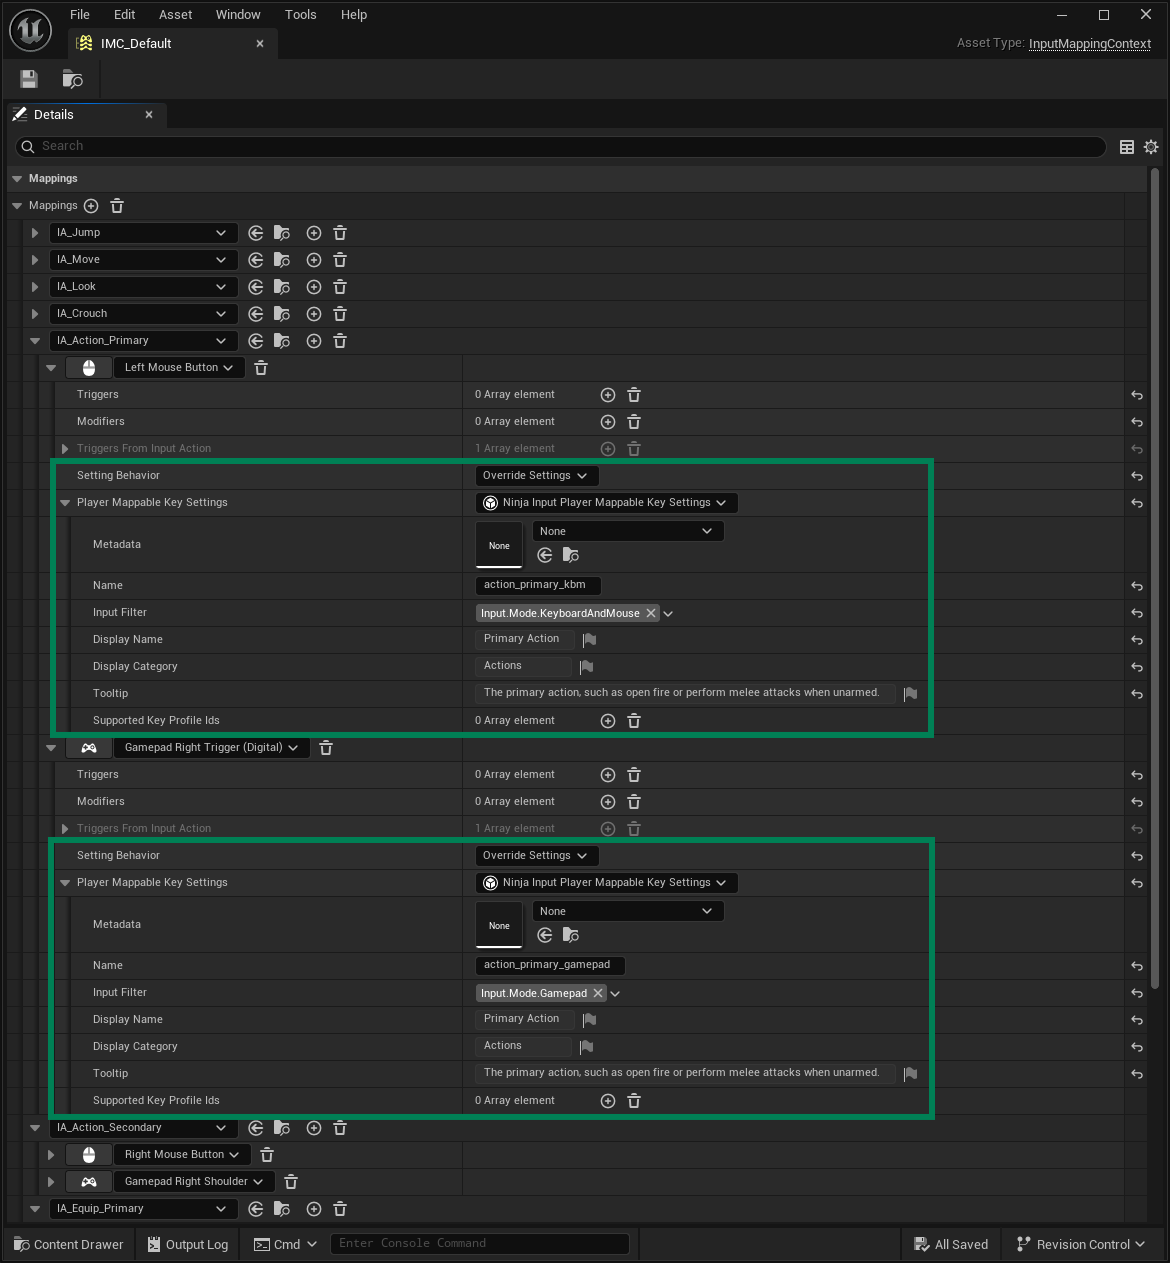 File Edit Asset Window Tools Help
IMC_Default
Asset Type: InputMappingContext
Details
Search
Mappings
Mappings
IA_Jump
IA_Move
IA_Look
IA_Crouch
IA_Action_Primary
Left Mouse Button
Triggers 0 Array element
Modifiers 0 Array element
Triggers From Input Action 1 Array element
Setting Behavior Override Settings
Player Mappable Key Settings Ninja Input Player Mappable Key Settings
None
Metadata None
Name action_primary_kbm
Input Filter Input.Mode.KeyboardAndMouse
Display Name Primary Action
Display Category Actions
Tooltip The primary action, such as open fire or perform melee attacks when unarmed.
Supported Key Profile Ids 0 Array element
Gamepad Right Trigger (Digital)
Triggers 0 Array element
Modifiers 0 Array element
Triggers From Input Action 1 Array element
Setting Behavior Override Settings
Player Mappable Key Settings Ninja Input Player Mappable Key Settings
None
Metadata None
Name action_primary_gamepad
Input Filter Input.Mode.Gamepad
Display Name Primary Action
Display Category Actions
Tooltip The primary action, such as open fire or perform melee attacks when unarmed.
Supported Key Profile Ids 0 Array element
IA_Action_Secondary
Right Mouse Button
Gamepad Right Shoulder
IA_Equip_Primary
Content Drawer Output Log Cmd Enter Console Command All Saved Revision Control